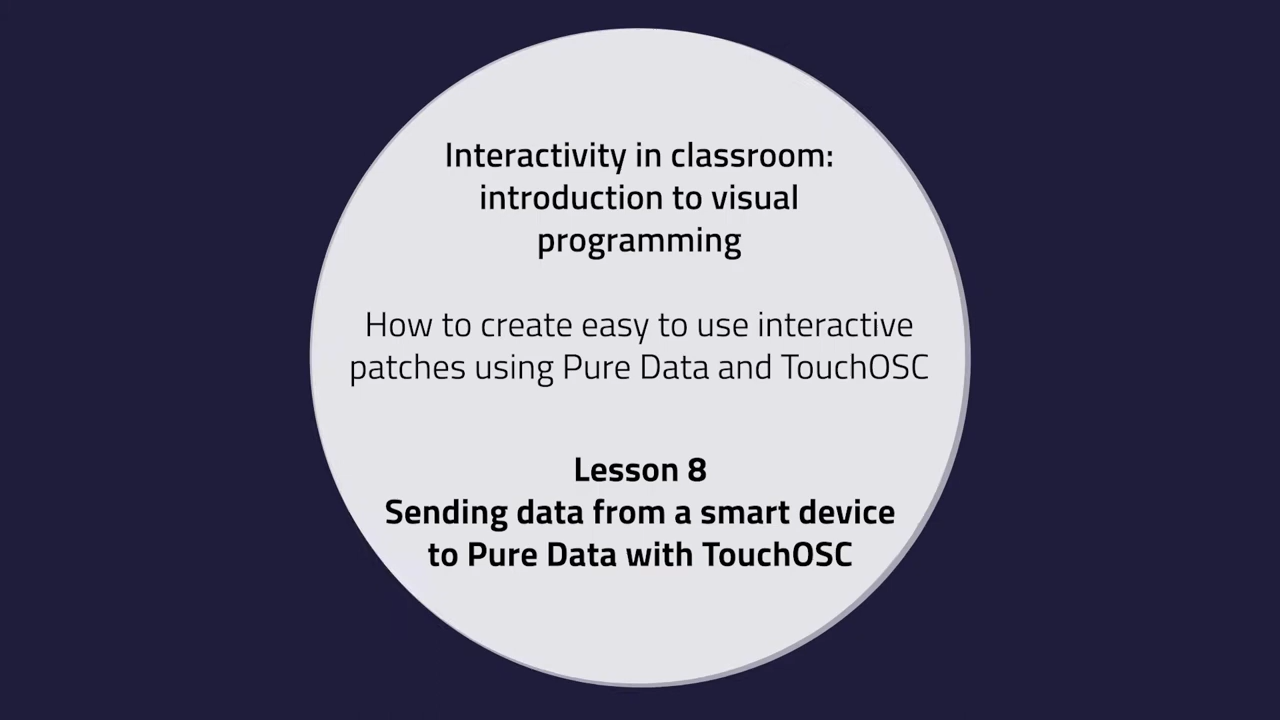 Interactivity in classroom:
introduction to visual
programming
How to create easy to use interactive
patches using Pure Data and TouchOSC
Lesson 8
Sending data from a smart device
to Pure Data with TouchOSC